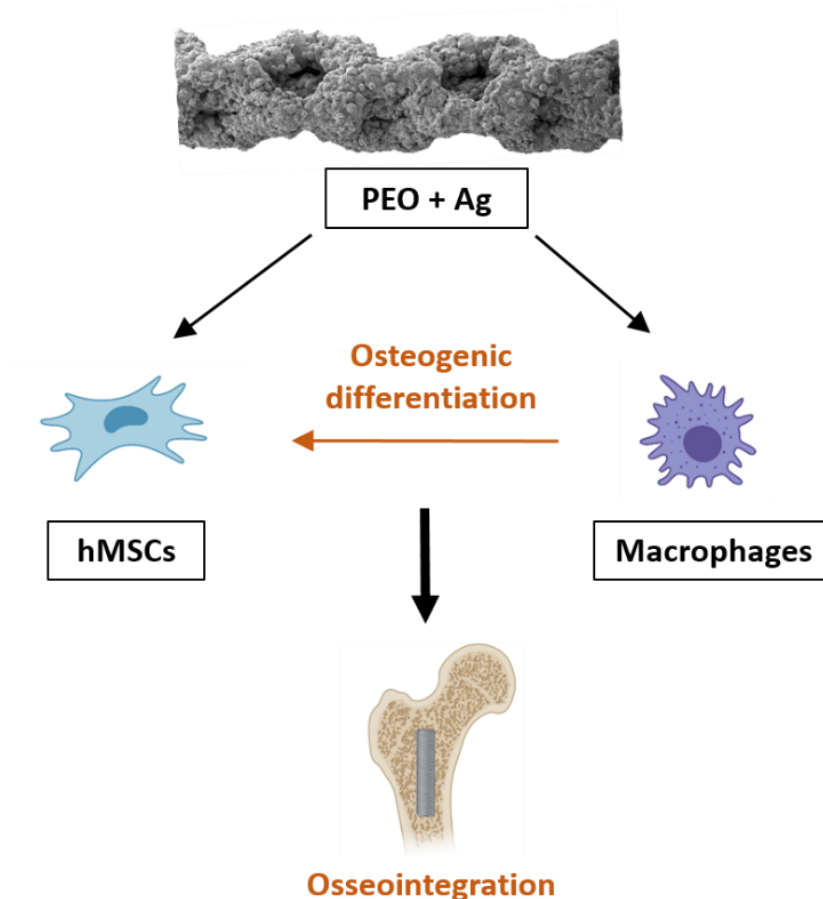 PEO + Ag
Osteogenic
differentiation
hMSCs
Macrophages
Osseointegration